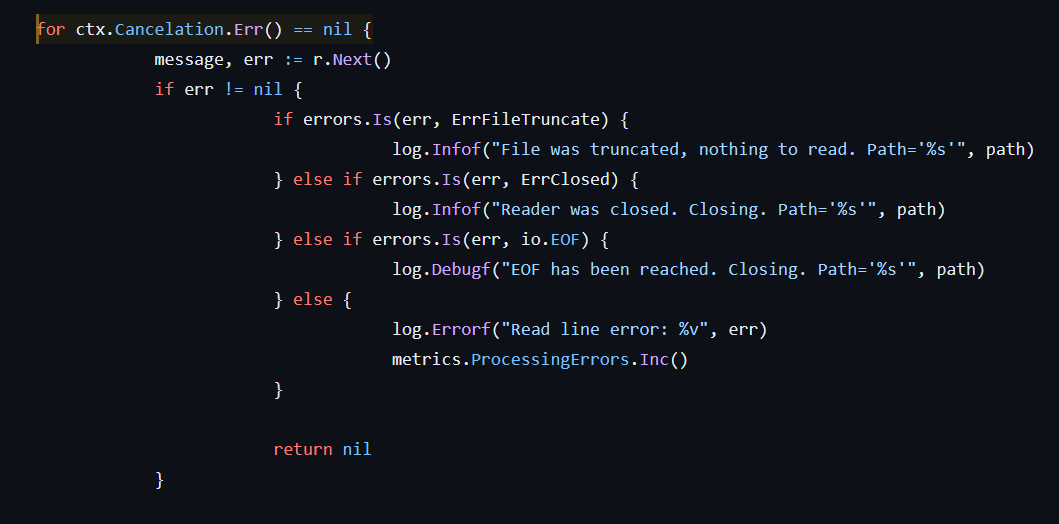 for ctx.Cancelation.Err() == nil {
message, err := r.Next()
if err != nil {
if errors.Is(err, ErrFileTruncate) {
log.Infof("File was truncated, nothing to read. Path='%s'", path)
} else if errors.Is(err, ErrClosed) {
log.Infof("Reader was closed. Closing. Path='%s'", path)
} else if errors.Is(err, io.EOF) {
log.Debugf("EOF has been reached. Closing. Path='%s'", path)
} else {
log.Errorf("Read line error: %v", err)
metrics.ProcessingErrors.Inc()
}
return nil
}